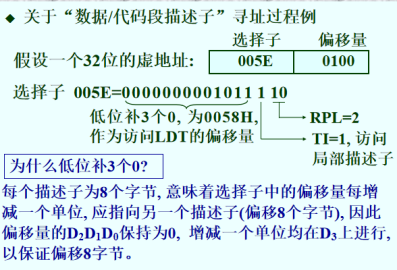 ◆ 关于“数据/代码段描述子”寻址过程例
选择子 偏移量
假设一个32位的虚地址: 005E 0100
选择子 005E=0000000001011 1 10
低位补3个0, 为0058H, RPL=2
作为访问LDT的偏移量 TI=1, 访问
局部描述子
为什么低位补3个0?
每个描述子为8个字节, 意味着选择子中的偏移量每增
减一个单位, 应指向另一个描述子(偏移8个字节), 因此
偏移量的D2D1D0保持为0, 增减一个单位均在D3上进行,
以保证偏移8字节。